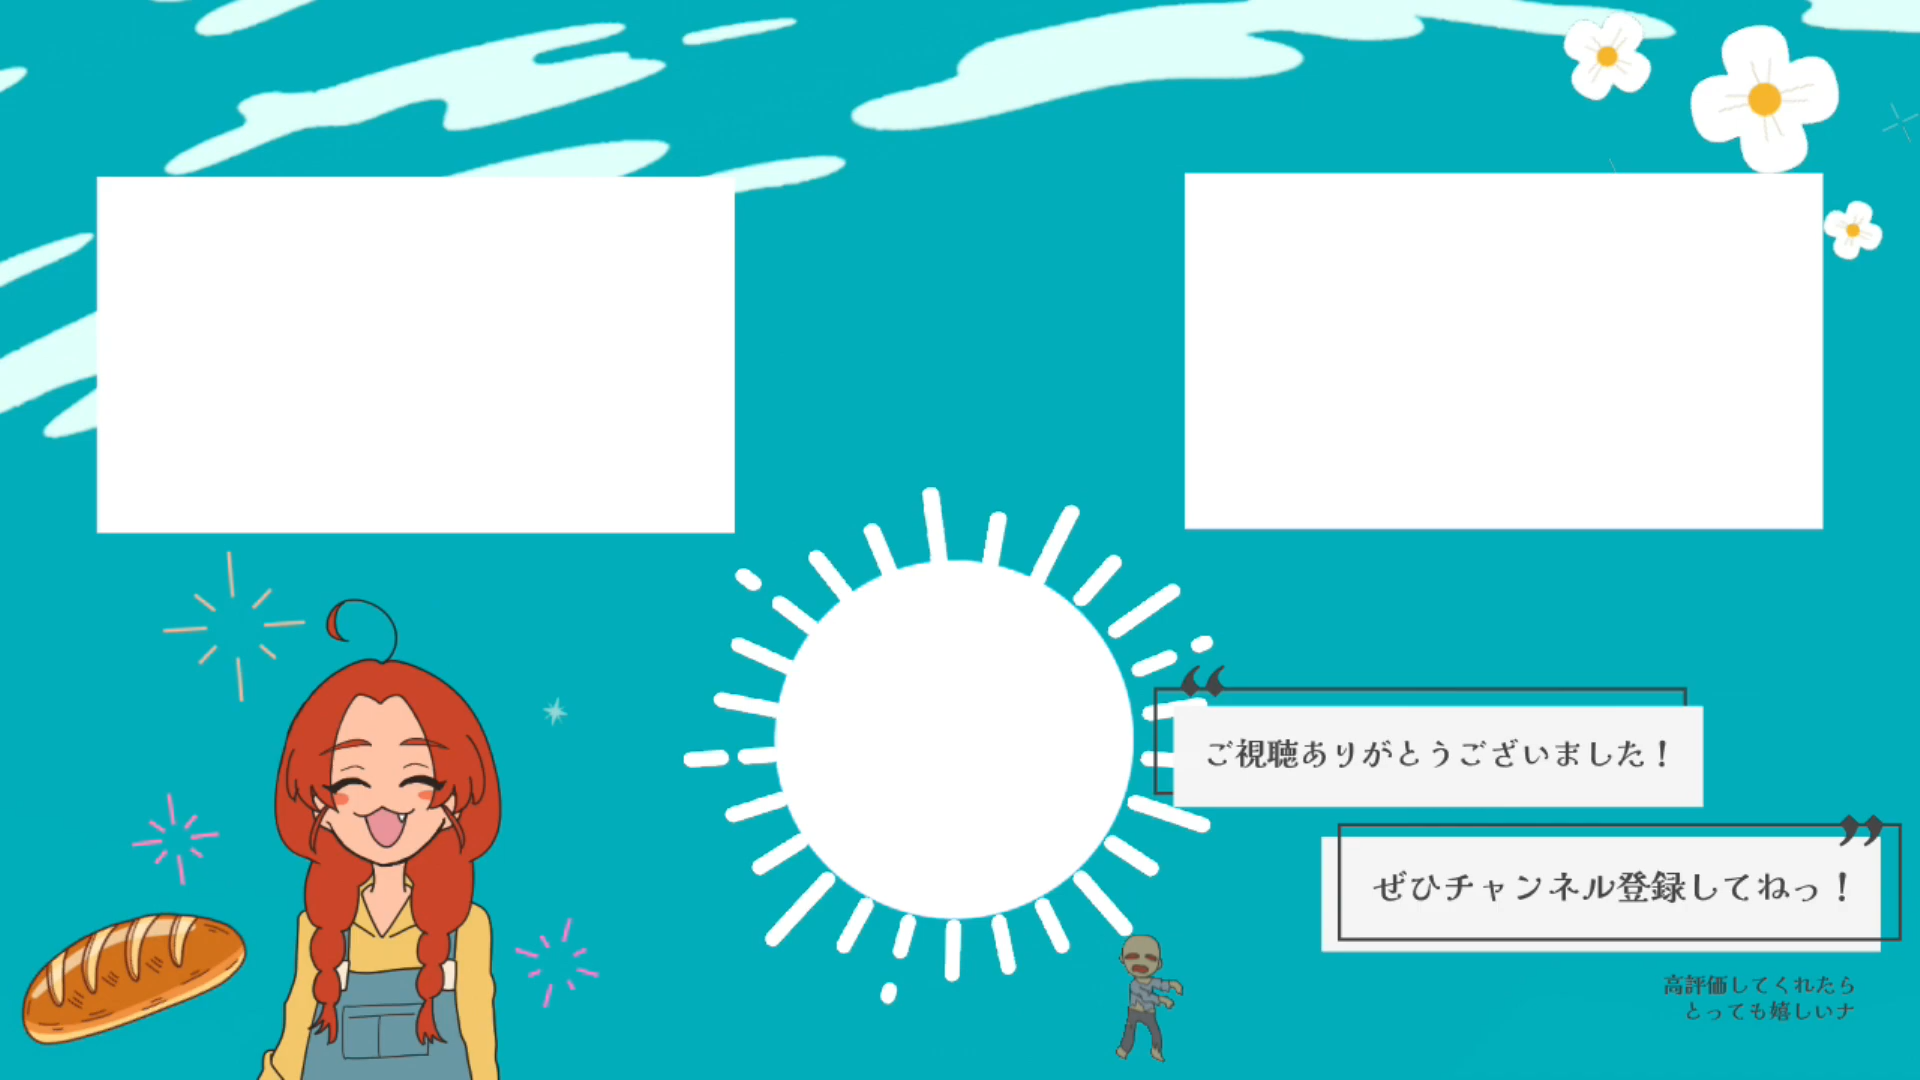 ご視聴ありがとうございました！
ぜひチャンネル登録してねっ！
高評価してくれたら
とっても嬉しいナ